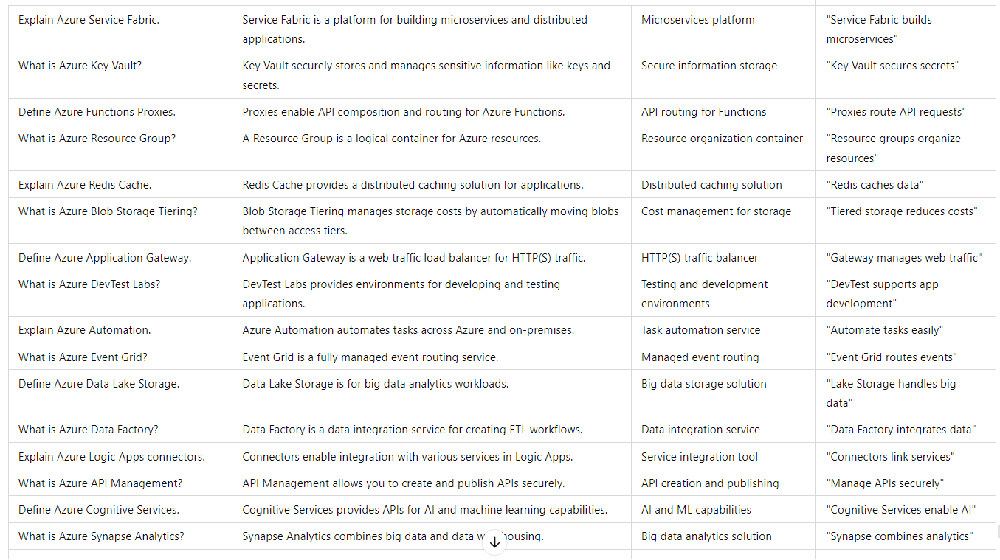 Explain Azure Service Fabric.
Service Fabric is a platform for building microservices and distributed
applications.
Microservices platform
"Service Fabric builds
microservices"
What is Azure Key Vault?
Key Vault securely stores and manages sensitive information like keys and
secrets.
Secure information storage
"Key Vault secures secrets"
Define Azure Functions Proxies.
Proxies enable API composition and routing for Azure Functions.
API routing for Functions
"Proxies route API requests"
What is Azure Resource Group?
A Resource Group is a logical container for Azure resources.
Resource organization container
"Resource groups organize
resources"
Explain Azure Redis Cache.
Redis Cache provides a distributed caching solution for applications.
Distributed caching solution
"Redis caches data"
What is Azure Blob Storage Tiering?
Blob Storage Tiering manages storage costs by automatically moving blobs
between access tiers.
Cost management for storage
"Tiered storage reduces costs"
Define Azure Application Gateway.
Application Gateway is a web traffic load balancer for HTTP(S) traffic.
HTTP(S) traffic balancer
"Gateway manages web traffic"
What is Azure DevTest Labs?
DevTest Labs provides environments for developing and testing
applications.
Testing and development
environments
"DevTest supports app
development"
Explain Azure Automation.
Azure Automation automates tasks across Azure and on-premises.
Task automation service
"Automate tasks easily"
What is Azure Event Grid?
Event Grid is a fully managed event routing service.
Managed event routing
"Event Grid routes events"
Define Azure Data Lake Storage.
Data Lake Storage is for big data analytics workloads.
Big data storage solution
"Lake Storage handles big
data"
What is Azure Data Factory?
Data Factory is a data integration service for creating ETL workflows.
Data integration service
"Data Factory integrates data"
Explain Azure Logic Apps connectors.
Connectors enable integration with various services in Logic Apps.
Service integration tool
"Connectors link services"
What is Azure API Management?
API Management allows you to create and publish APIs securely.
API creation and publishing
"Manage APIs securely"
Define Azure Cognitive Services.
Cognitive Services provides APIs for AI and machine learning capabilities.
AI and ML capabilities
"Cognitive Services enable AI"
What is Azure Synapse Analytics?
Synapse Analytics combines big data and data
Big data analytics solution
"Synapse combines analytics"